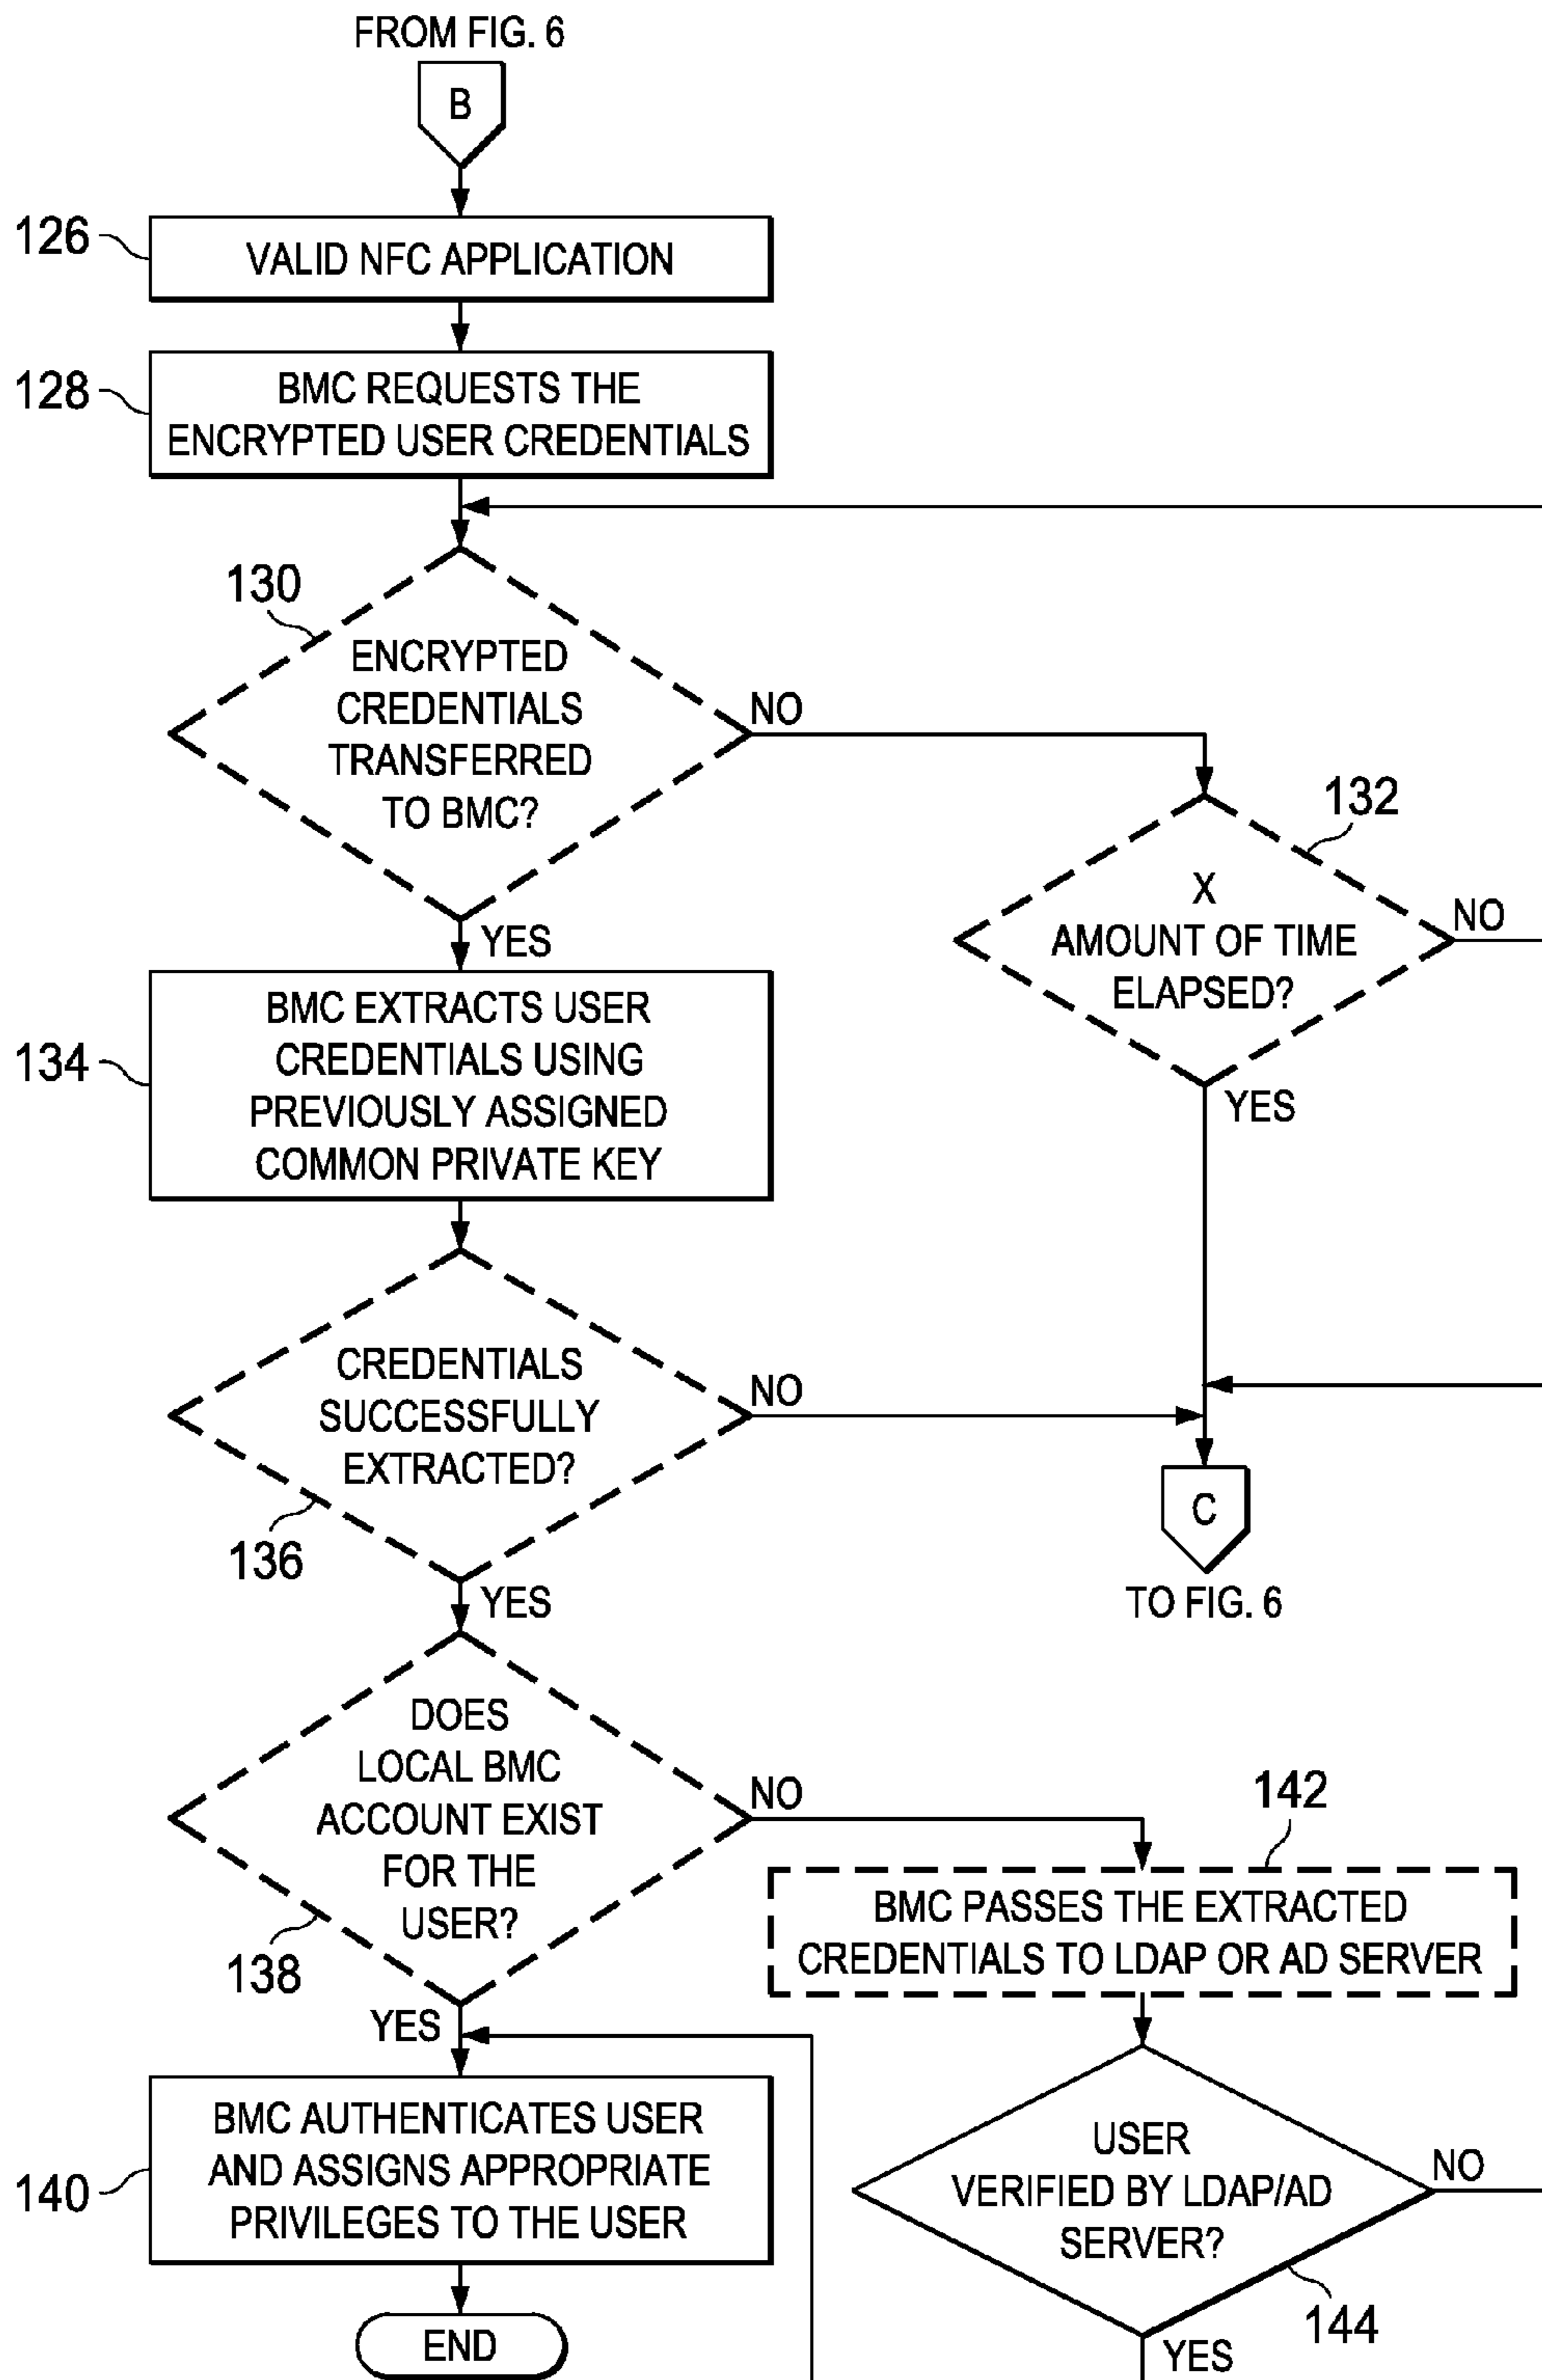 FROM FIG. 6
B
126
VALID NFC APPLICATION
128
BMC REQUESTS THE
ENCRYPTED USER CREDENTIALS
130
ENCRYPTED
CREDENTIALS
TRANSFERRED
TO BMC?
NO
YES
132
X
AMOUNT OF TIME
ELAPSED?
NO
YES
134
BMC EXTRACTS USER
CREDENTIALS USING
PREVIOUSLY ASSIGNED
COMMON PRIVATE KEY
CREDENTIALS
SUCCESSFULLY
EXTRACTED?
NO
136
YES
C
TO FIG. 6
DOES
LOCAL BMC
ACCOUNT EXIST
FOR THE
USER?
NO
138
YES
142
BMC PASSES THE EXTRACTED
CREDENTIALS TO LDAP OR AD SERVER
140
BMC AUTHENTICATES USER
AND ASSIGNS APPROPRIATE
PRIVILEGES TO THE USER
USER
VERIFIED BY LDAP/AD
SERVER?
NO
144
YES
END